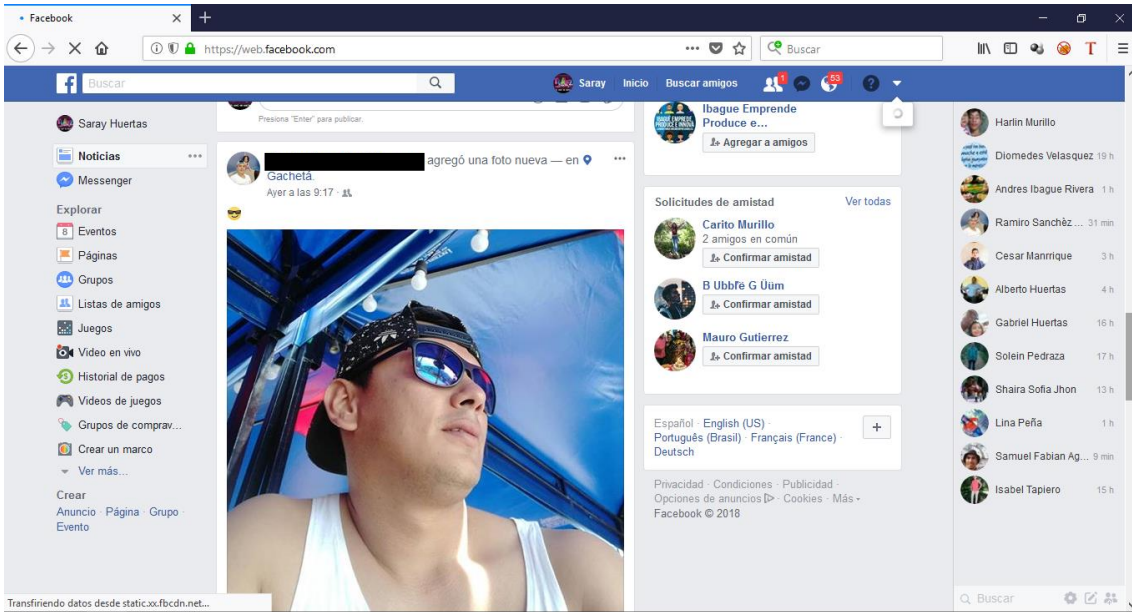 Facebook
https://web.facebook.com
Buscar
Buscar
Saray
Inicio
Buscar amigos
1
53
Saray Huertas
Noticias
Messenger
Explorar
8 Eventos
Páginas
Grupos
Listas de amigos
Juegos
Video en vivo
Historial de pagos
Videos de juegos
Grupos de comprav...
Crear un marco
Ver más...
Crear
Anuncio · Página · Grupo ·
Evento
Presiona "Enter" para publicar.
agregó una foto nueva — en
Gachetá.
Ayer a las 9:17 ·
Ibague Emprende
Produce e...
Agregar a amigos
Solicitudes de amistad Ver todas
Carito Murillo
2 amigos en común
Confirmar amistad
B Ubbfë G Üüm
Confirmar amistad
Mauro Gutierrez
Confirmar amistad
Español · English (US) ·
Português (Brasil) · Français (France) ·
Deutsch
Privacidad · Condiciones · Publicidad ·
Opciones de anuncios · Cookies · Más
Facebook © 2018
Harlin Murillo
Diomedes Velasquez 19 h
Andres Ibague Rivera 1 h
Ramiro Sanchèz ... 31 min
Cesar Manrrique 3 h
Alberto Huertas 4 h
Gabriel Huertas 16 h
Solein Pedraza 17 h
Shaira Sofia Jhon 13 h
Lina Peña 1 h
Samuel Fabian Ag... 9 min
Isabel Tapiero 15 h
Buscar
Transfiriendo datos desde static.xx.fbcdn.net...